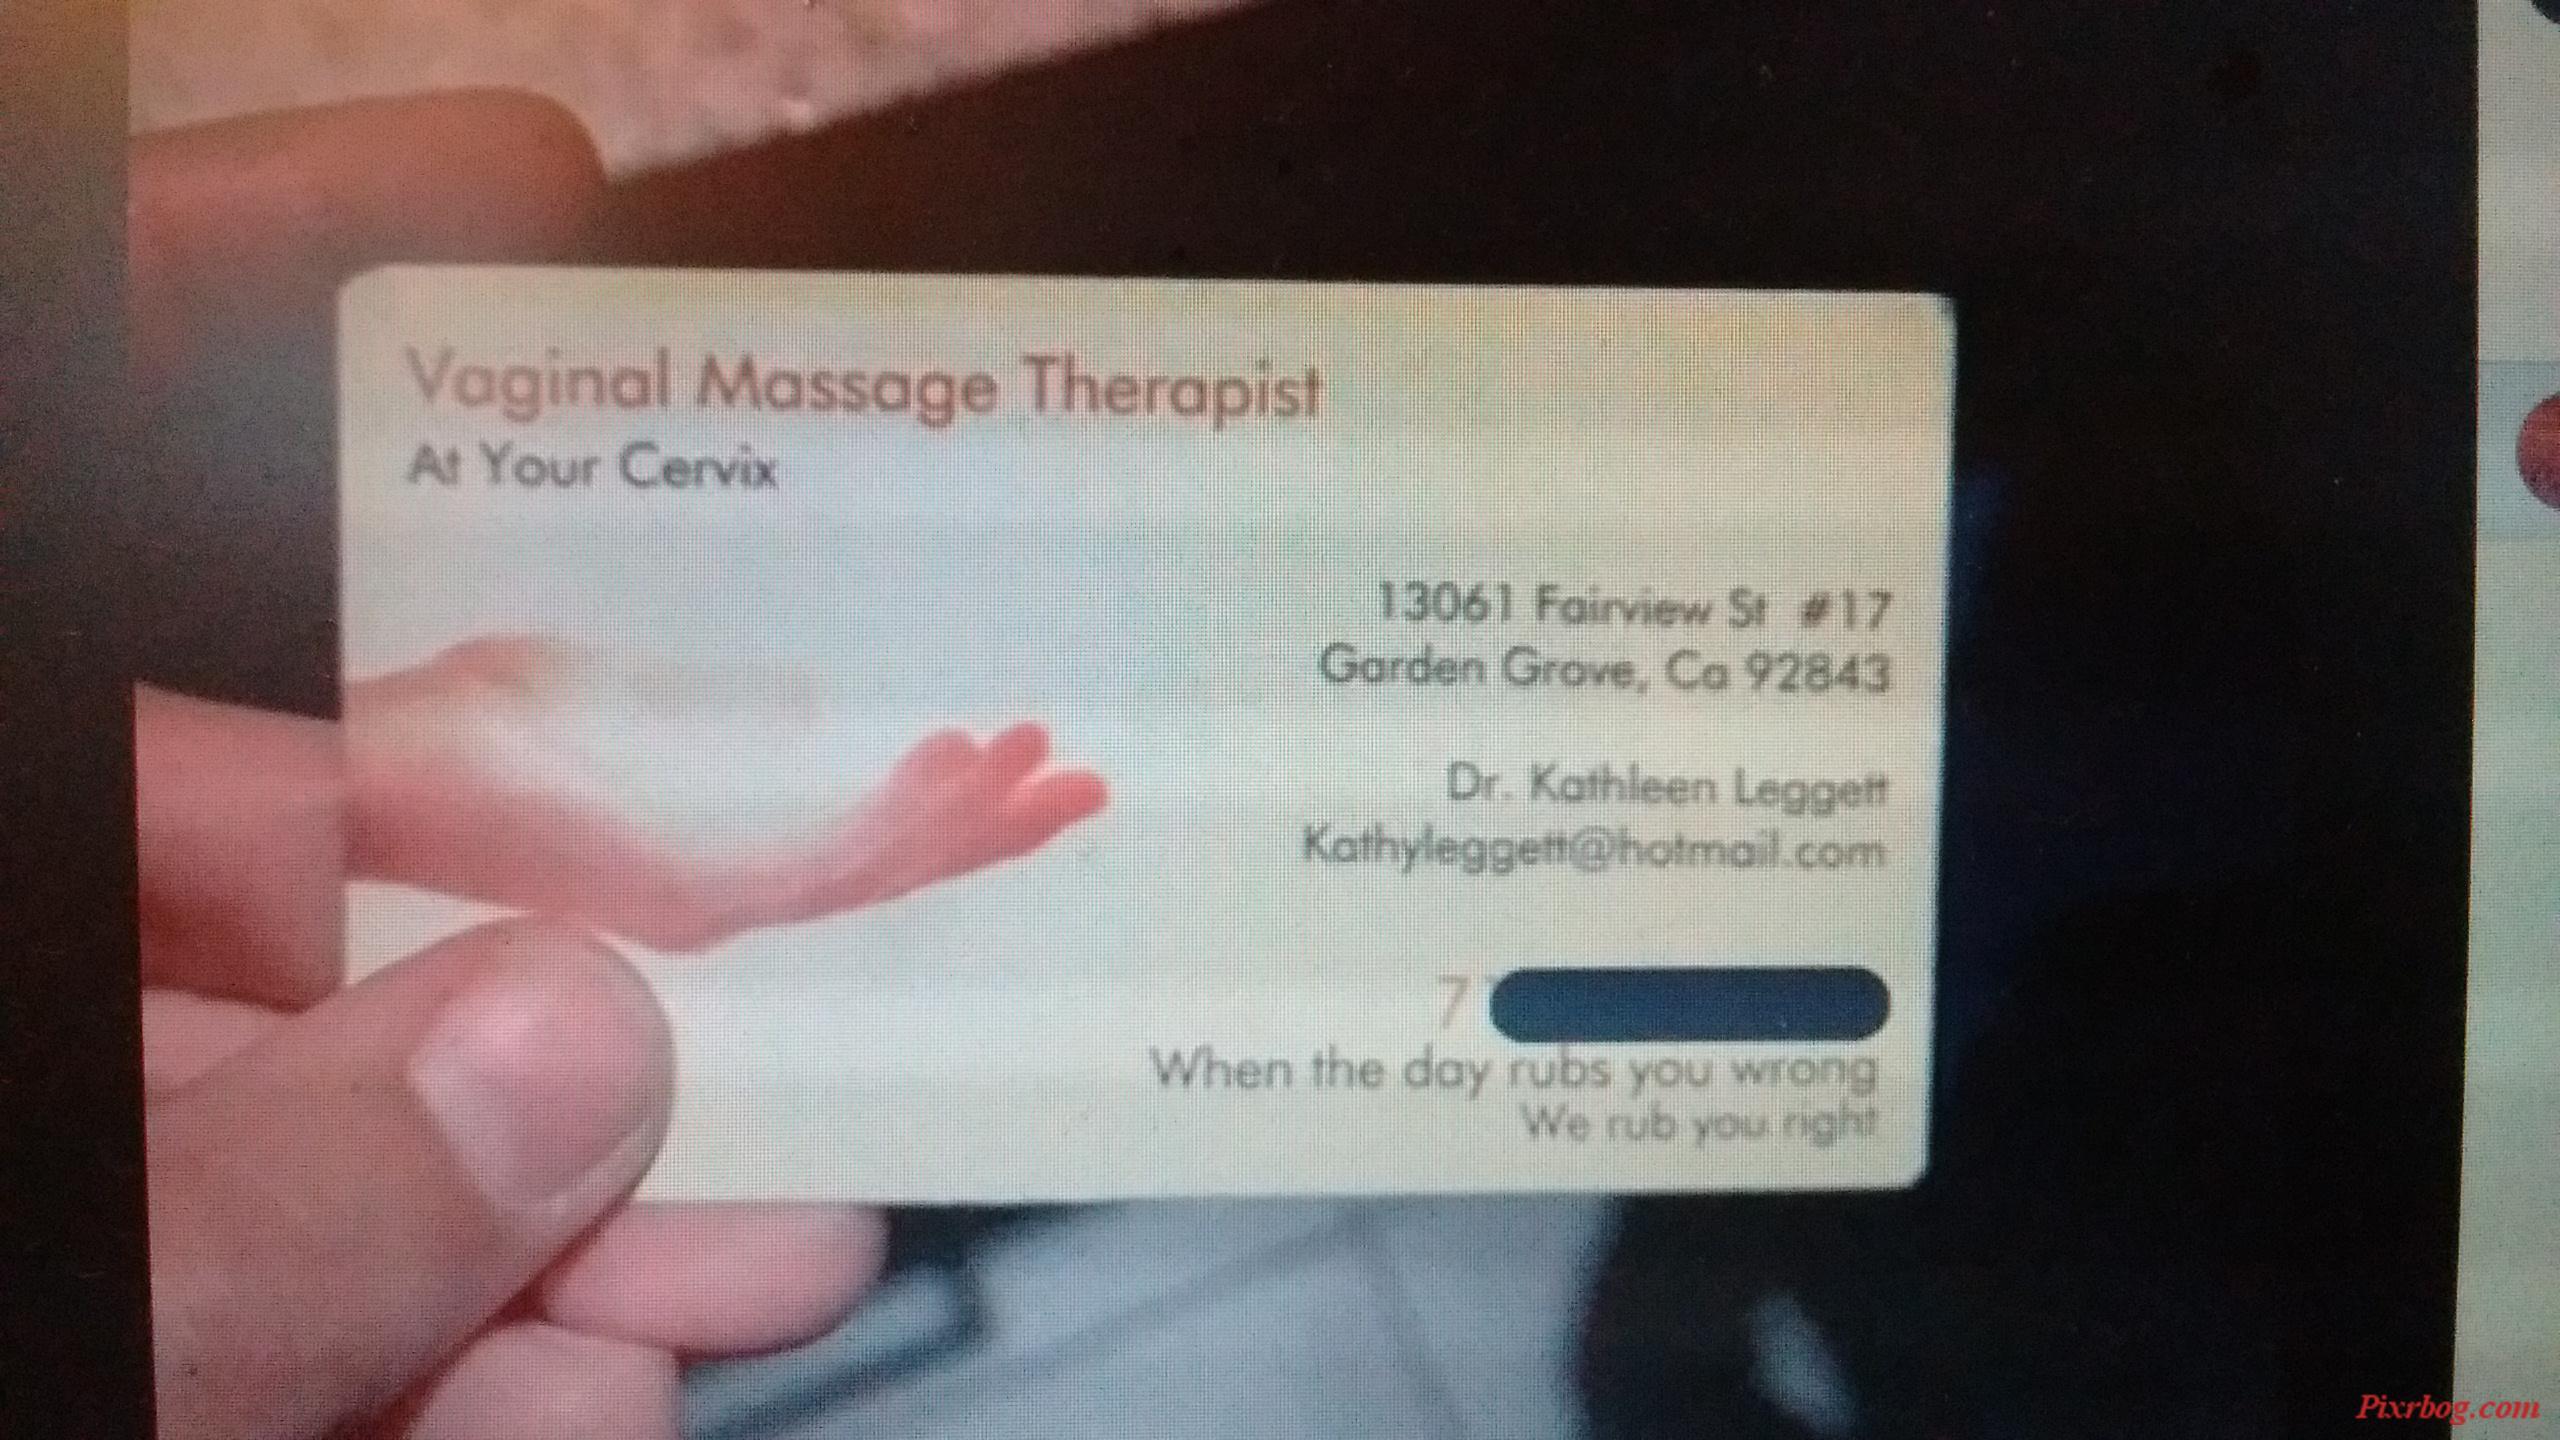 Vaginal Massage Therapist
At Your Cervix
13061 Fairview St #17
Garden Grove, Ca 92843
Dr. Kathleen Leggett
Kathyleggett@hotmail.com
7
When the day rubs you wrong
We rub you right
Pixrbog.com